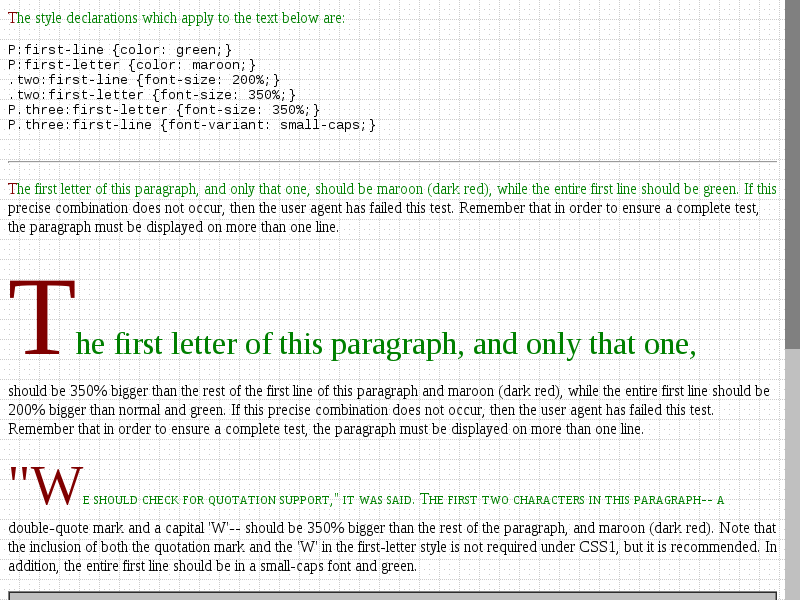 The style declarations which apply to the text below are:
P:first-line {color: green;}
P:first-letter {color: maroon;}
.two:first-line {font-size: 200%;}
.two:first-letter {font-size: 350%;}
P.three:first-letter {font-size: 350%;}
P.three:first-line {font-variant: small-caps;}
The first letter of this paragraph, and only that one, should be maroon (dark red), while the entire first line should be green. If this
precise combination does not occur, then the user agent has failed this test. Remember that in order to ensure a complete test,
the paragraph must be displayed on more than one line.
The first letter of this paragraph, and only that one,
should be 350% bigger than the rest of the first line of this paragraph and maroon (dark red), while the entire first line should be
200% bigger than normal and green. If this precise combination does not occur, then the user agent has failed this test.
Remember that in order to ensure a complete test, the paragraph must be displayed on more than one line.
"We should check for quotation support," it was said. The first two characters in this paragraph-- a
double-quote mark and a capital 'W'-- should be 350% bigger than the rest of the paragraph, and maroon (dark red). Note that
the inclusion of both the quotation mark and the 'W' in the first-letter style is not required under CSS1, but it is recommended. In
addition, the entire first line should be in a small-caps font and green.